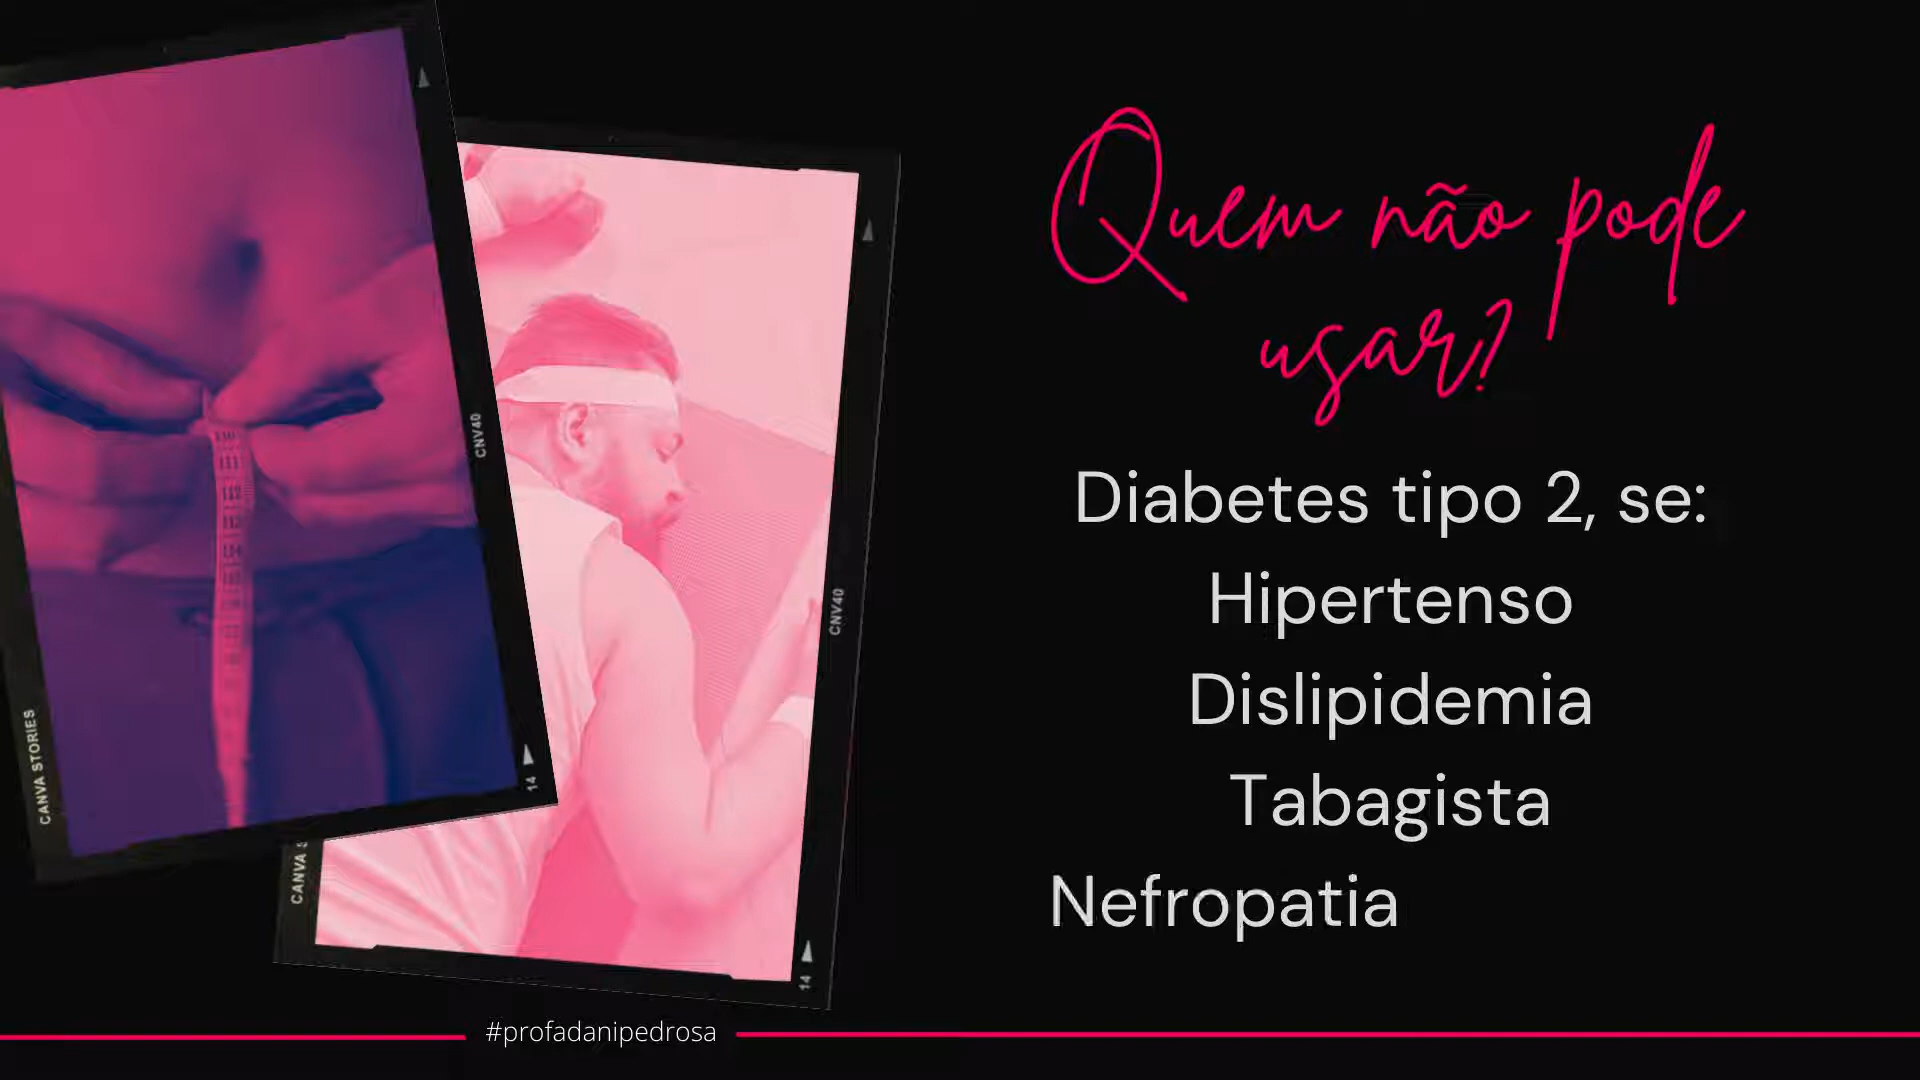 Quem não pode
usar?
Diabetes tipo 2, se:
Hipertenso
Dislipidemia
Tabagista
Nefropatia
CNV40
CNV40
CANVA STORIES
14
CANVA S
14
#profadanipedrosa